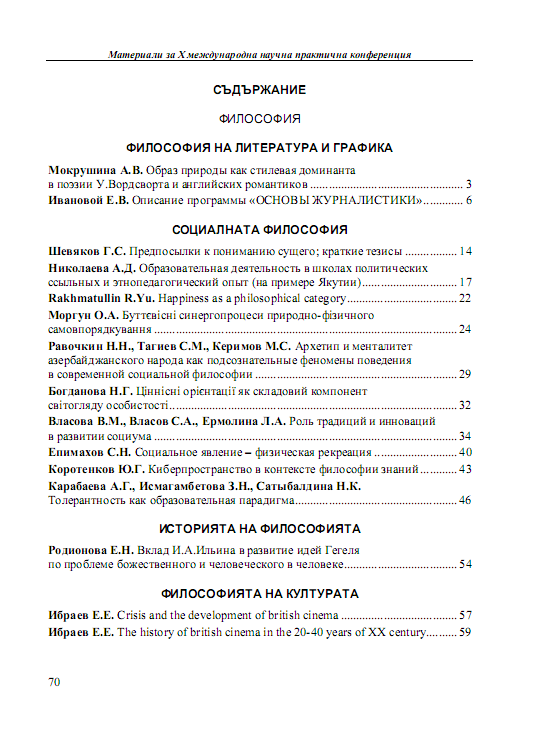 Материали за X международна научна практична конференция
СЪДЪРЖАНИЕ
ФИЛОСОФИЯ
ФИЛОСОФИЯ НА ЛИТЕРАТУРА И ГРАФИКА
Мокрушина А.В. Образ природы как стилевая доминанта
в поэзии У.Вордсворта и английских романтиков ................................................ 3
Ивановой Е.В. Описание программы «ОСНОВЫ ЖУРНАЛИСТИКИ»............ 6
СОЦИАЛНАТА ФИЛОСОФИЯ
Шевяков Г.С. Предпосылки к пониманию сущего; краткие тезисы ................. 14
Николаева А.Д. Образовательная деятельность в школах политических
ссыльных и этнопедагогический опыт (на примере Якутии)............................... 17
Rakhmatullin R.Yu. Happiness as a philosophical category.................................... 22
Моргун О.А. Буттєвісні синергопроцеси природно-фізичного
самовпорядкування ................................................................................................ 24
Равочкин Н.Н., Тагиев С.М., Керимов М.С. Архетип и менталитет
азербайджанского народа как подсознательные феномены поведения
в современной социальной философии ................................................................ 29
Богданова Н.Г. Ціннісні орієнтації як складовий компонент
світогляду особистості........................................................................................... 32
Власова В.М., Власов С.А., Ермолина Л.А. Роль традиций и инноваций
в развитии социума ................................................................................................ 34
Епимахов С.Н. Социальное явление – физическая рекреация ........................... 40
Коротенков Ю.Г. Киберпространство в контексте философии знаний ............ 43
Карабаева А.Г., Исмагамбетова З.Н., Сатыбалдина Н.К.
Толерантность как образовательная парадигма................................................... 46
ИСТОРИЯТА НА ФИЛОСОФИЯТА
Родионова Е.Н. Вклад И.А.Ильина в развитие идей Гегеля
по проблеме божественного и человеческого в человеке................................... 54
ФИЛОСОФИЯТА НА КУЛТУРАТА
Ибраев Е.Е. Crisis and the development of british cinema ..................................... 57
Ибраев Е.Е. The history of british cinema in the 20-40 years of XX century.......... 59
70